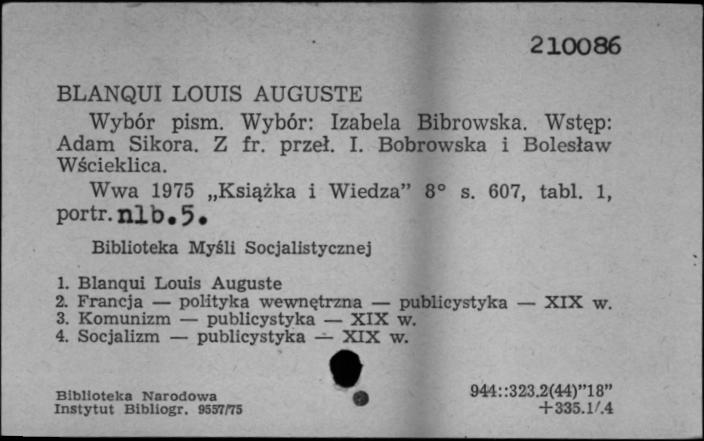 210086
BLANQUI LOUIS AUGUSTE
Wybór pism. Wybór: Izabela Bibrowska. Wstęp:
Adam Sikora. Z fr. przeł. I. Bobrowska i Bolesław
Wścieklica.
Wwa 1975 „Książka i Wiedza” 8° s. 607, tabl. 1,
portr. nlb.5.
Biblioteka Myśli Socjalistycznej
1. Blanqui Louis Auguste
2. Francja — polityka wewnętrzna — publicystyka — XIX w.
3. Komunizm — publicystyka — XIX w.
4. Socjalizm — publicystyka — XIX w.
Biblioteka Narodowa
Instytut Bibliogr. 9557/75
944::323.2(44)”18”
+335.1/.4